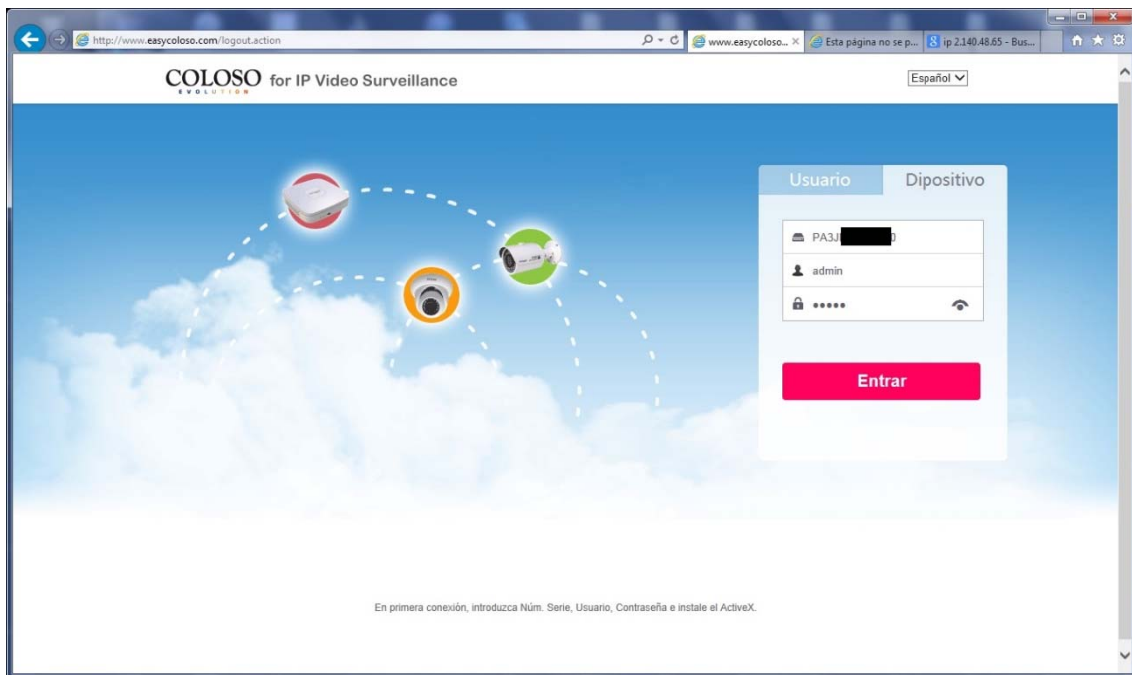 http://www.easycoloso.com/logout.action
www.easycoloso...
Esta página no se p...
ip 2.140.48.65 - Bus...
COLOSO for IP Video Surveillance
EVOLUTION
Español
Usuario
Dipositivo
PA3J
admin
•••••
Entrar
En primera conexión, introduzca Núm. Serie, Usuario, Contraseña e instale el ActiveX.